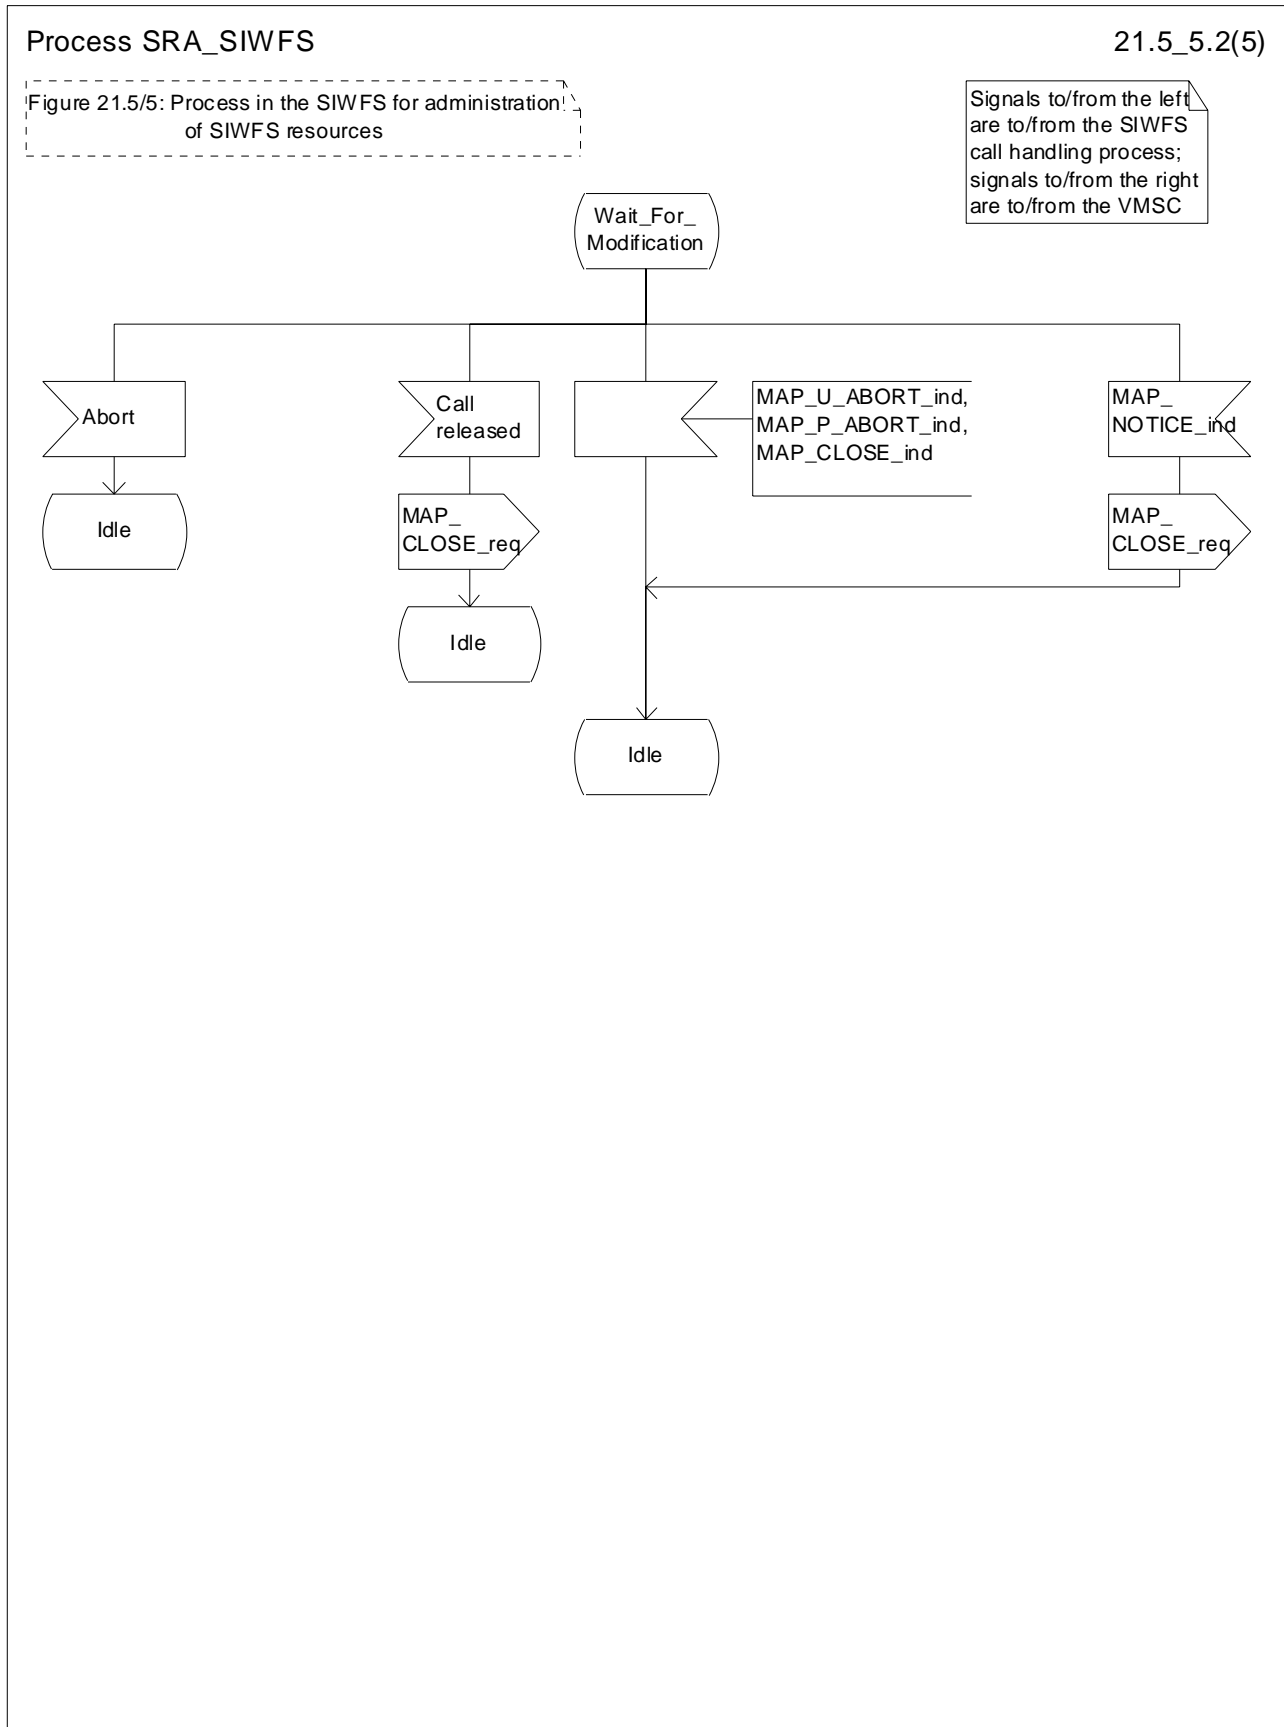 Process SRA_SIWFS
21.5_5.2(5)
Figure 21.5/5: Process in the SIWFS for administration
of SIWFS resources
Signals to/from the left
are to/from the SIWFS
call handling process;
signals to/from the right
are to/from the VMSC
Wait_For_
Modification
Abort
Call
released
MAP_U_ABORT_ind,
MAP_P_ABORT_ind,
MAP_CLOSE_ind
MAP_
NOTICE_ind
Idle
MAP_
CLOSE_req
MAP_
CLOSE_req
Idle
Idle